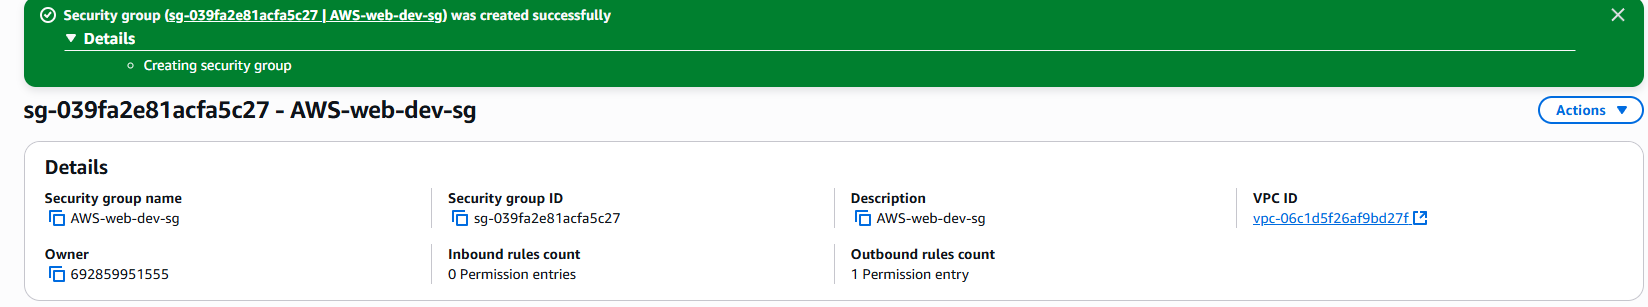 Security group (sg-039fa2e81acfa5c27 | AWS-web-dev-sg) was created successfully
Details
Creating security group
sg-039fa2e81acfa5c27 - AWS-web-dev-sg
Actions
Details
Security group name
AWS-web-dev-sg
Security group ID
sg-039fa2e81acfa5c27
Description
AWS-web-dev-sg
VPC ID
vpc-06c1d5f26af9bd27f
Owner
692859951555
Inbound rules count
0 Permission entries
Outbound rules count
1 Permission entry